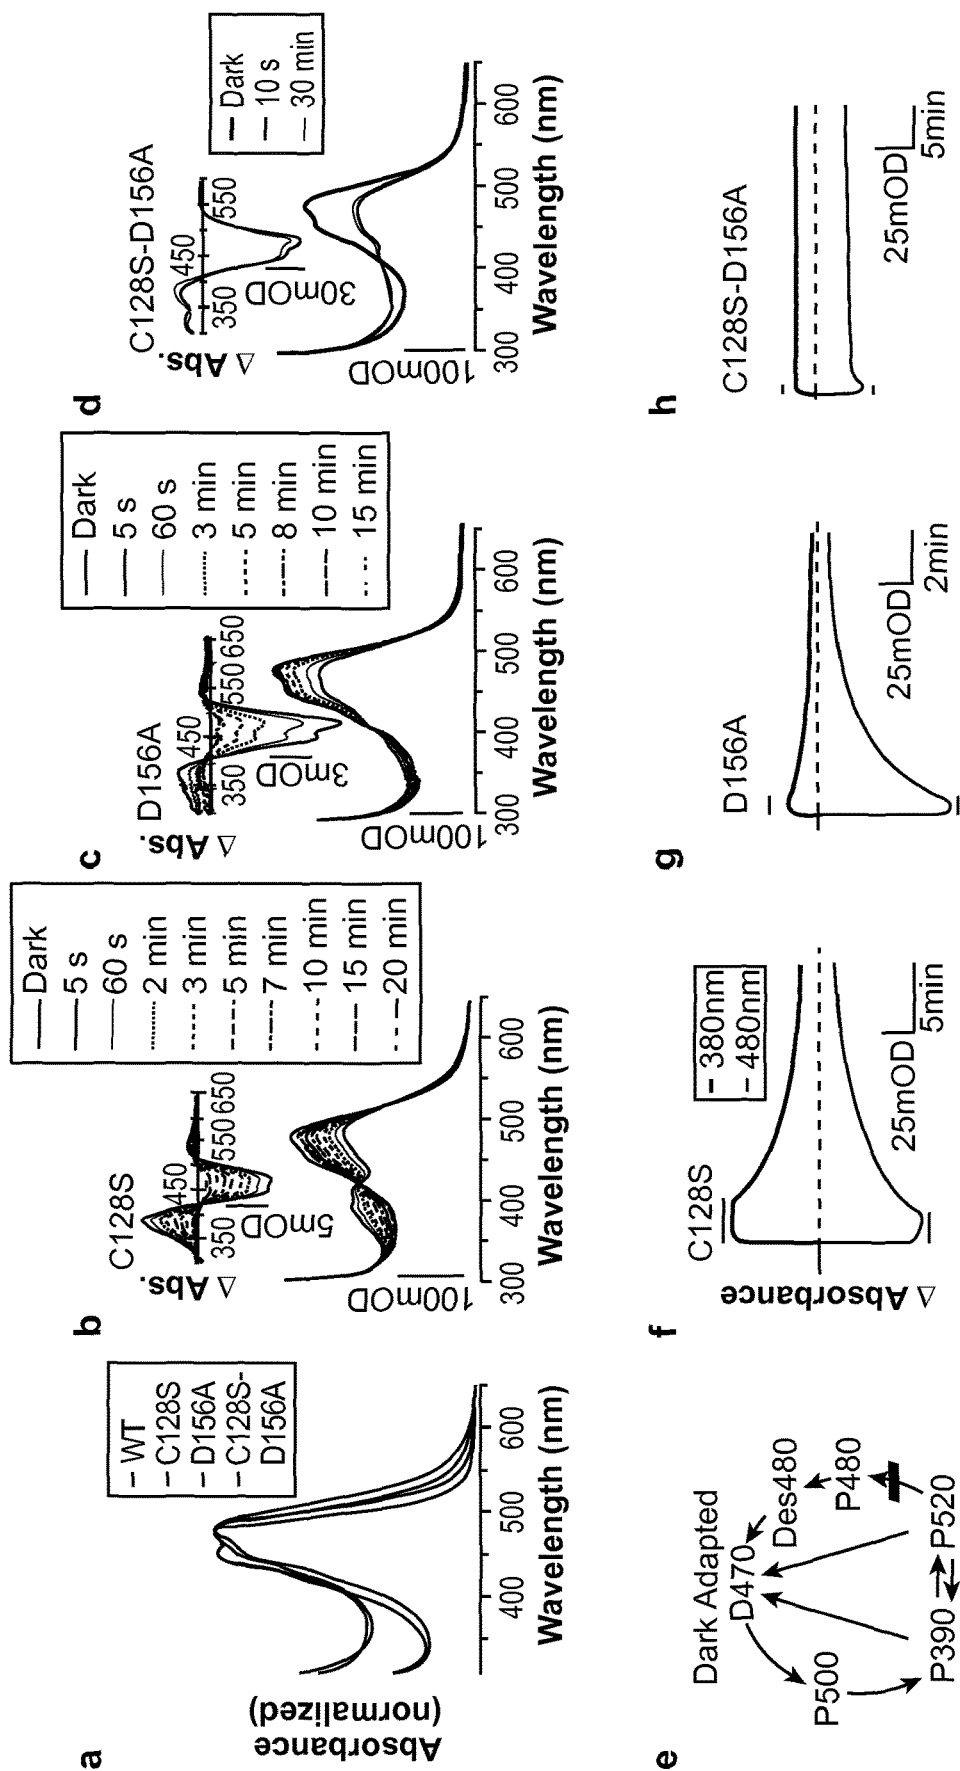 a
Absorbance
(normalized)
WT
C128S
D156A
C128S-
D156A
400
500
600
Wavelength (nm)
b
C128S
Δ Abs.
350
450
550
650
5mOD
100mOD
Dark
5 s
60 s
2 min
3 min
5 min
7 min
10 min
15 min
20 min
300
400
500
600
Wavelength (nm)
c
D156A
Δ Abs.
350
450
550
650
3mOD
100mOD
Dark
5 s
60 s
3 min
5 min
8 min
10 min
15 min
300
400
500
600
Wavelength (nm)
d
C128S-D156A
Δ Abs.
350
450
550
30mOD
100mOD
Dark
10 s
30 min
300
400
500
600
Wavelength (nm)
e
Dark Adapted
D470
Des480
P480
P500
P390
P520
f
Δ Absorbance
C128S
380nm
480nm
25mOD
5min
g
D156A
25mOD
2min
h
C128S-D156A
25mOD
5min